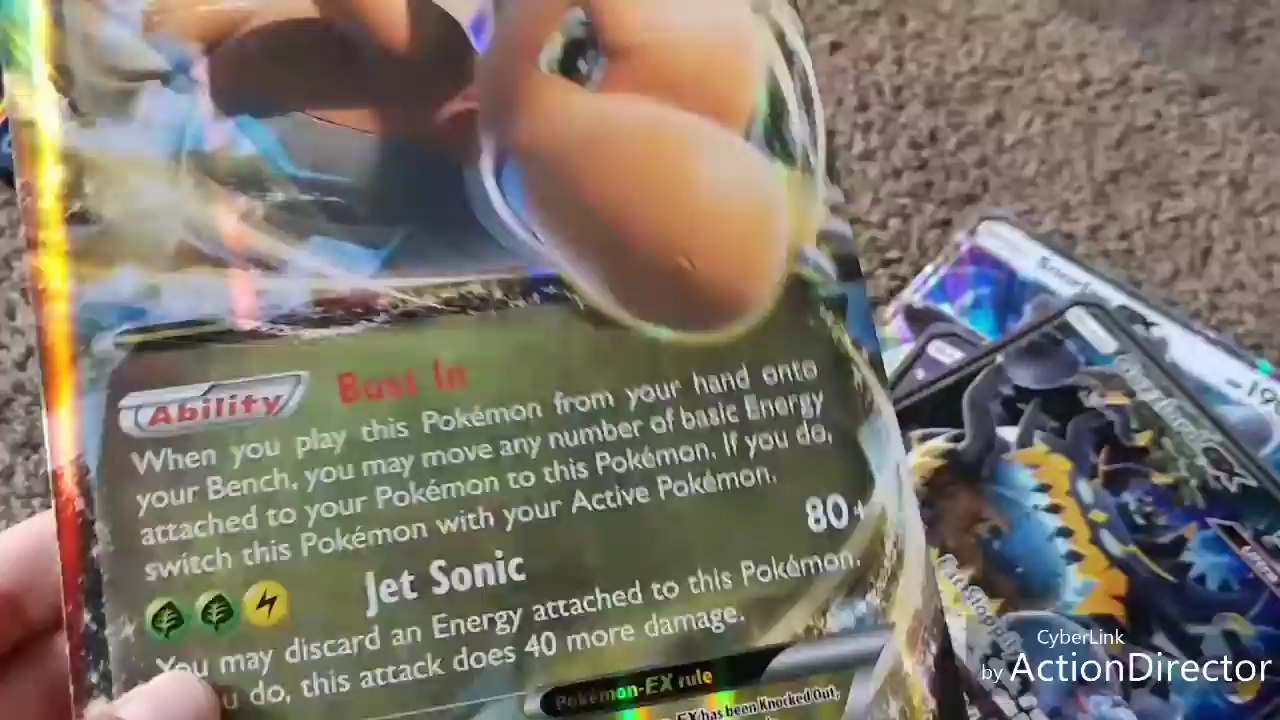 Ability Bust In
When you play this Pokémon from your hand onto
your Bench, you may move any number of basic Energy
attached to your Pokémon to this Pokémon. If you do,
switch this Pokémon with your Active Pokémon.
Jet Sonic 80+
You may discard an Energy attached to this Pokémon.
u do, this attack does 40 more damage.
Pokémon-EX rule
EX has been Knocked Out,
CyberLink
by ActionDirector